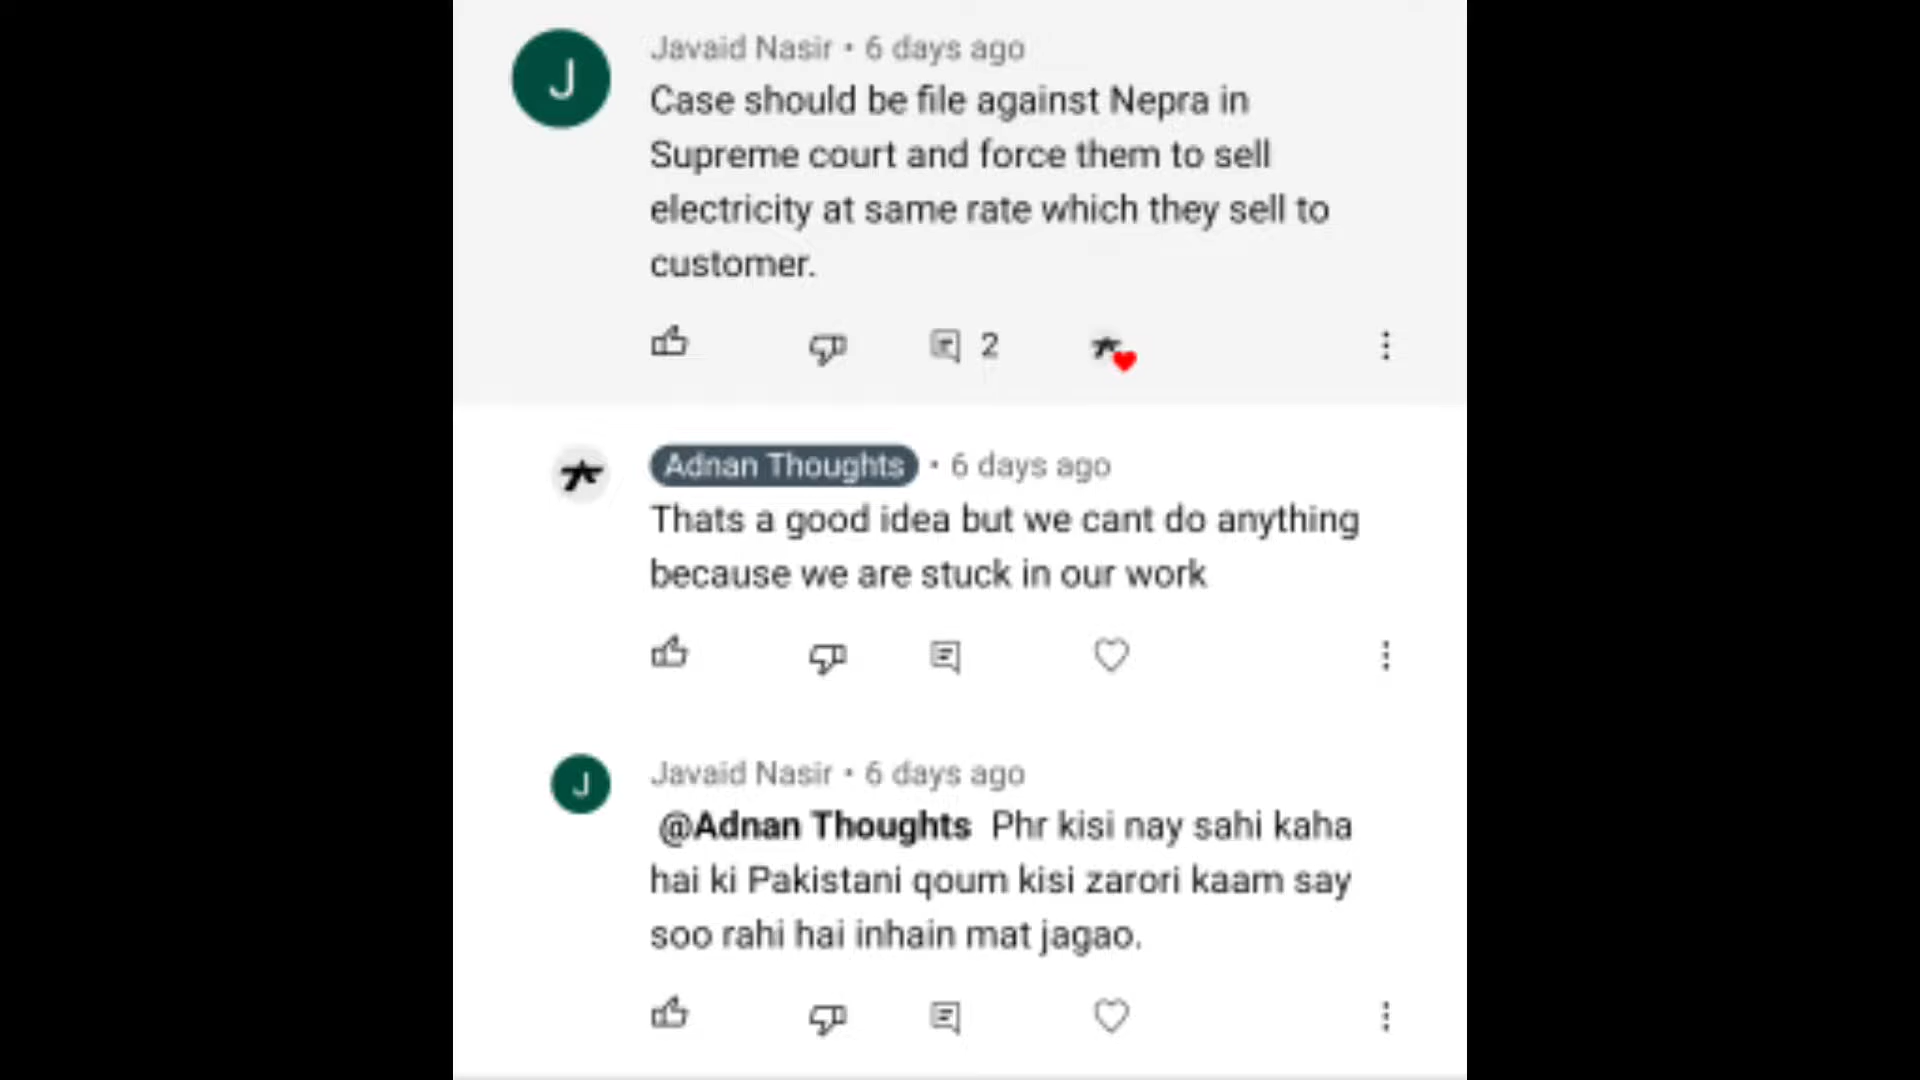 J
Javaid Nasir • 6 days ago
Case should be file against Nepra in
Supreme court and force them to sell
electricity at same rate which they sell to
customer.
2
Adnan Thoughts • 6 days ago
Thats a good idea but we cant do anything
because we are stuck in our work
J
Javaid Nasir • 6 days ago
@Adnan Thoughts Phr kisi nay sahi kaha
hai ki Pakistani qoum kisi zarori kaam say
soo rahi hai inhain mat jagao.